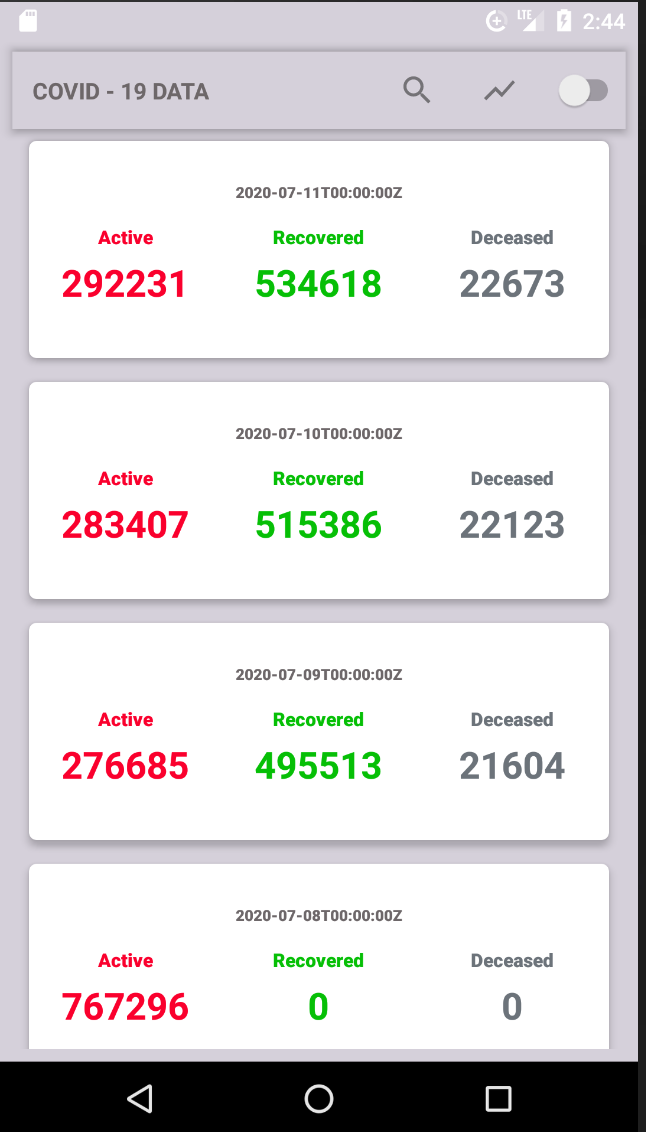 LTE 2:44
COVID - 19 DATA
2020-07-11T00:00:00Z
Active Recovered Deceased
292231 534618 22673
2020-07-10T00:00:00Z
Active Recovered Deceased
283407 515386 22123
2020-07-09T00:00:00Z
Active Recovered Deceased
276685 495513 21604
2020-07-08T00:00:00Z
Active Recovered Deceased
767296 0 0